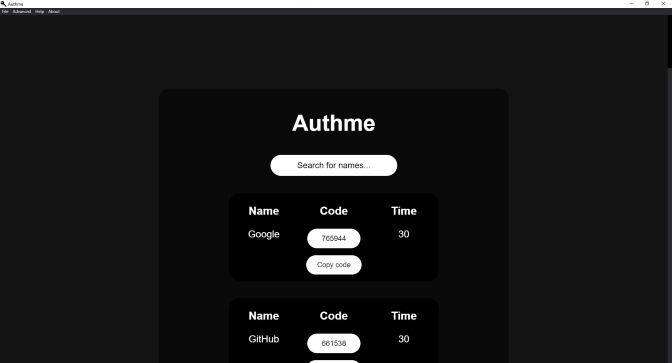 Authme
File Advanced Help About
Authme
Search for names...
Name Code Time
Google 765944 30
Copy code
Name Code Time
GitHub 661538 30